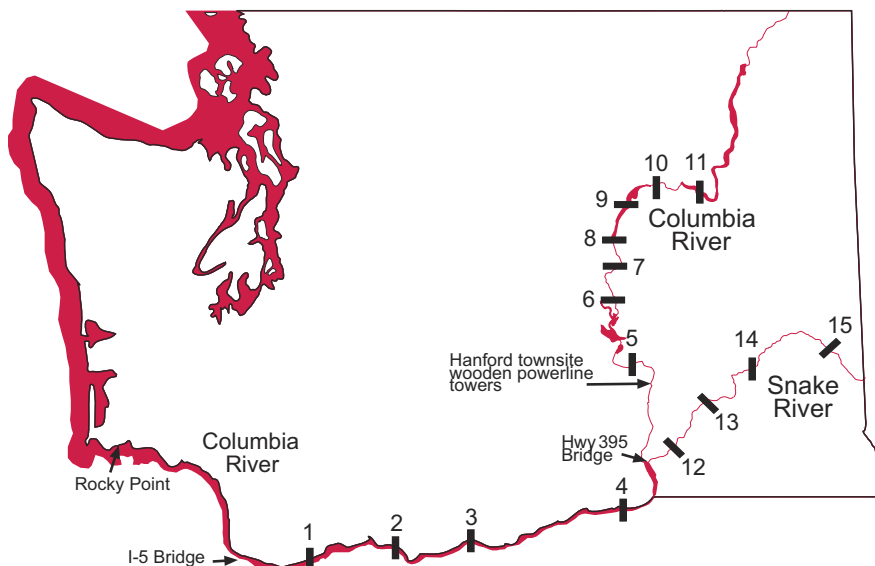 10
11
9
Columbia
River
8
7
6
5
14
15
Hanford townsite
wooden powerline
towers
Snake
River
13
Hwy 395
Bridge
12
Columbia
River
Rocky Point
4
1
2
3
I-5 Bridge